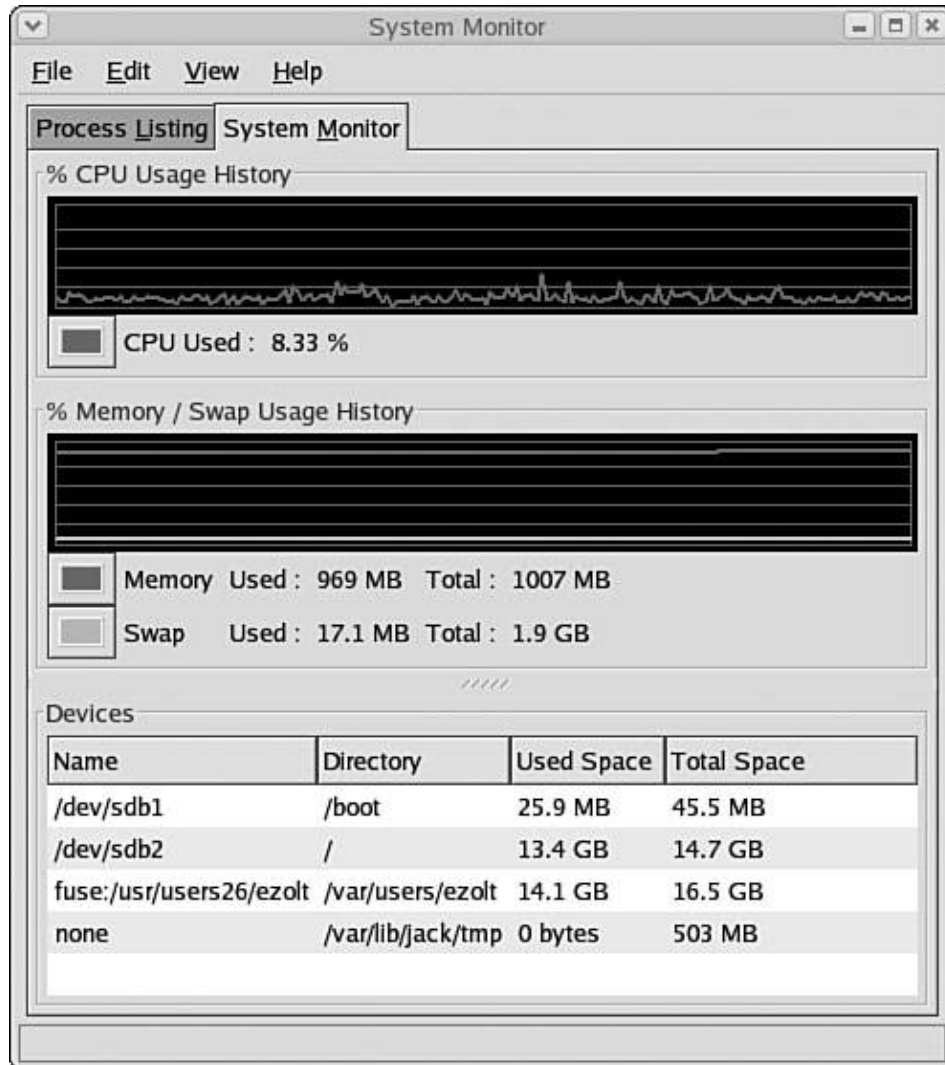 System Monitor
File Edit View Help
Process Listing System Monitor
% CPU Usage History
CPU Used : 8.33 %
% Memory / Swap Usage History
Memory Used : 969 MB Total : 1007 MB
Swap Used : 17.1 MB Total : 1.9 GB
Devices
Name Directory Used Space Total Space
/dev/sdb1 /boot 25.9 MB 45.5 MB
/dev/sdb2 / 13.4 GB 14.7 GB
fuse:/usr/users26/ezolt /var/users/ezolt 14.1 GB 16.5 GB
none /var/lib/jack/tmp 0 bytes 503 MB